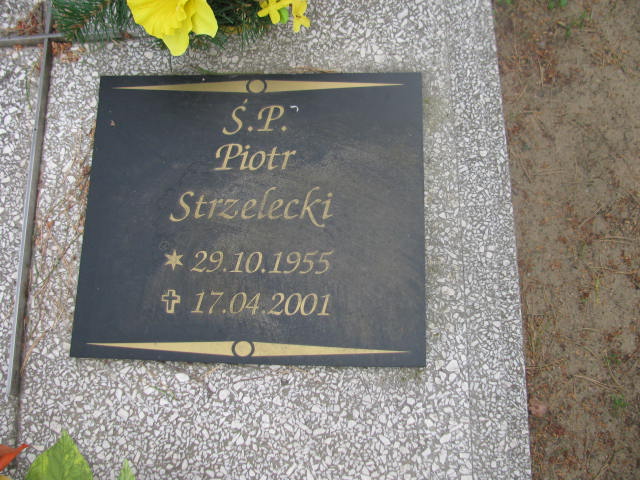 Ś.P.
Piotr
Strzelecki
* 29.10.1955
✝ 17.04.2001